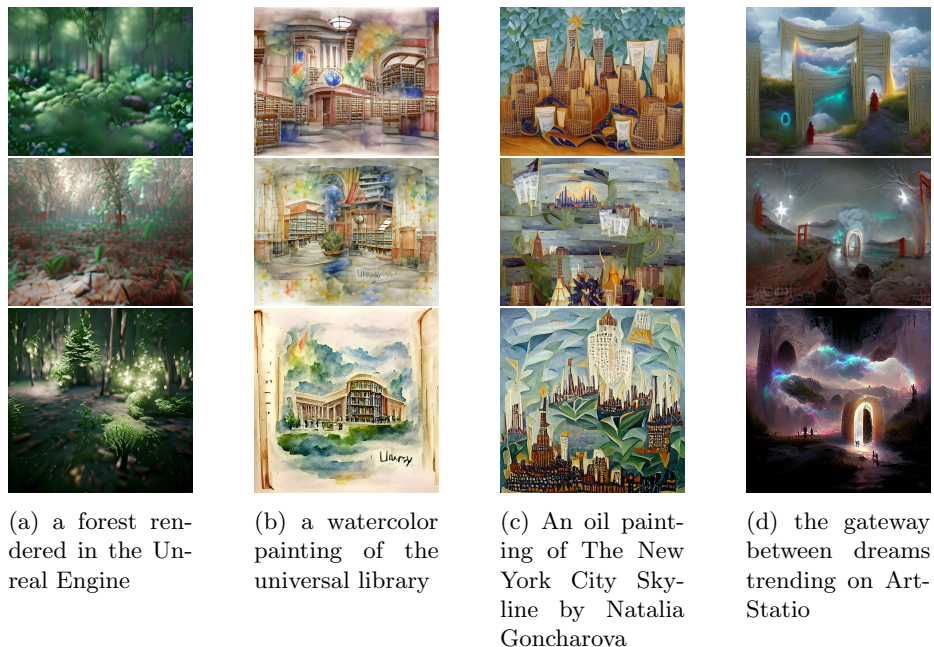 (a) a forest ren-
dered in the Un-
real Engine
(b) a watercolor
painting of the
universal library
(c) An oil paint-
ing of The New
York City Sky-
line by Natalia
Goncharova
(d) the gateway
between dreams
trending on Art-
Statio